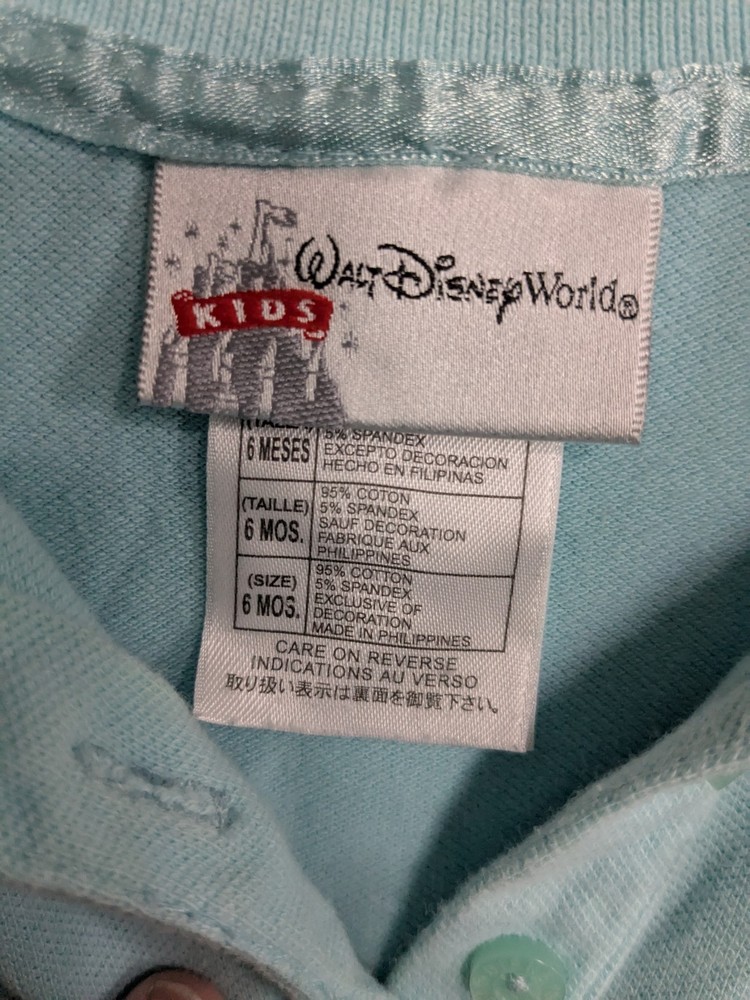 Walt Disney World®
KIDS
5% SPANDEX
6 MESES
EXCEPTO DECORACION
HECHO EN FILIPINAS
(TAILLE)
6 MOS.
95% COTON
5% SPANDEX
SAUF DECORATION
FABRIQUE AUX
PHILIPPINES
(SIZE)
6 MOS.
95% COTTON
5% SPANDEX
EXCLUSIVE OF
DECORATION
MADE IN PHILIPPINES
CARE ON REVERSE
INDICATIONS AU VERSO
取り扱い表示は裏面を御覧下さい。